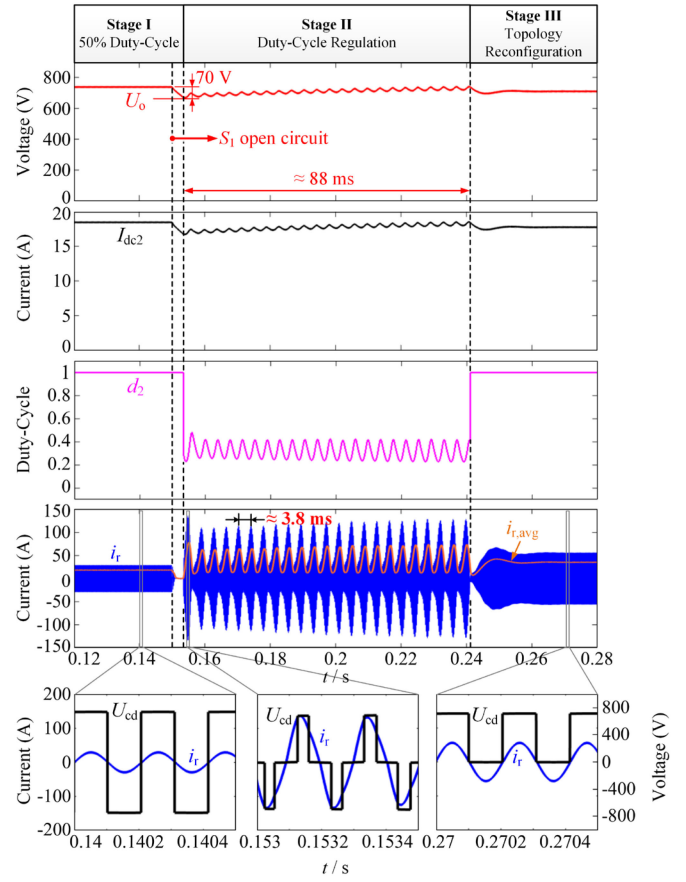 Stage I
50% Duty-Cycle
Stage II
Duty-Cycle Regulation
Stage III
Topology
Reconfiguration
Voltage (V)
800
600
400
200
0
70 V
Uo
S1 open circuit
≈ 88 ms
Current (A)
20
15
10
5
0
Idc2
Duty-Cycle
1
0.8
0.6
0.4
0.2
0
d2
Current (A)
150
100
50
0
-50
-100
-150
ir
≈ 3.8 ms
ir,avg
0.12 0.14 0.16 0.18 0.2 0.22 0.24 0.26 0.28
t / s
Current (A)
200
100
0
-100
-200
Ucd
ir
Ucd
ir
Ucd
ir
800
400
0
-400
-800
Voltage (V)
0.14 0.1402 0.1404
0.153 0.1532 0.1534
0.27 0.2702 0.2704
t / s